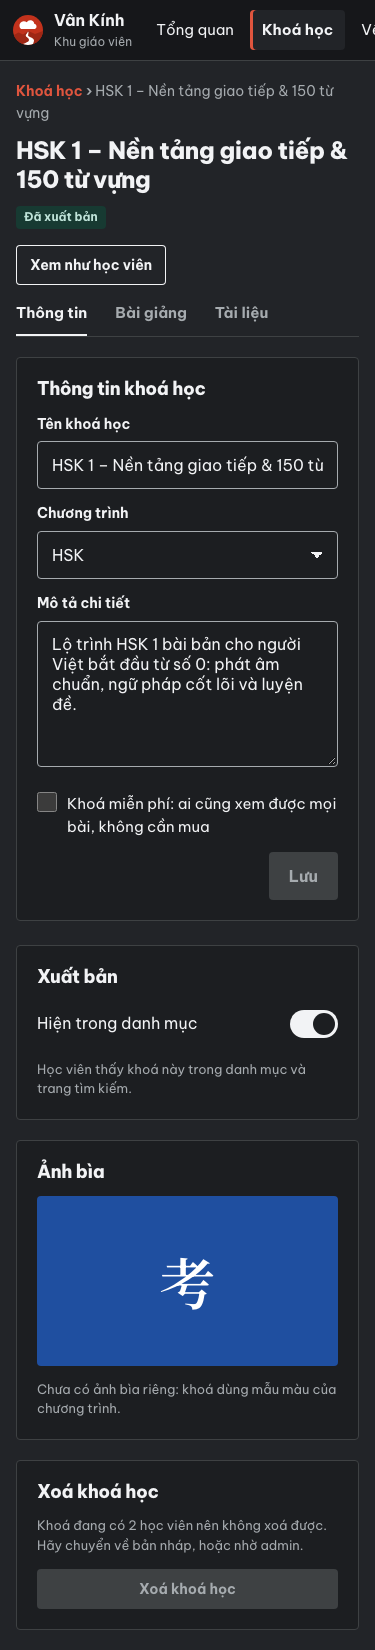 Vân Kính
Khu giáo viên
Tổng quan
Khoá học
Khoá học › HSK 1 – Nền tảng giao tiếp & 150 từ
vựng
HSK 1 – Nền tảng giao tiếp &
150 từ vựng
Đã xuất bản
Xem như học viên
Thông tin
Bài giảng
Tài liệu
Thông tin khoá học
Tên khoá học
HSK 1 – Nền tảng giao tiếp & 150 từ
Chương trình
HSK
Mô tả chi tiết
Lộ trình HSK 1 bài bản cho người
Việt bắt đầu từ số 0: phát âm
chuẩn, ngữ pháp cốt lõi và luyện
đề.
Khoá miễn phí: ai cũng xem được mọi
bài, không cần mua
Lưu
Xuất bản
Hiện trong danh mục
Học viên thấy khoá này trong danh mục và
trang tìm kiếm.
Ảnh bìa
考
Chưa có ảnh bìa riêng: khoá dùng mẫu màu của
chương trình.
Xoá khoá học
Khoá đang có 2 học viên nên không xoá được.
Hãy chuyển về bản nháp, hoặc nhờ admin.
Xoá khoá học